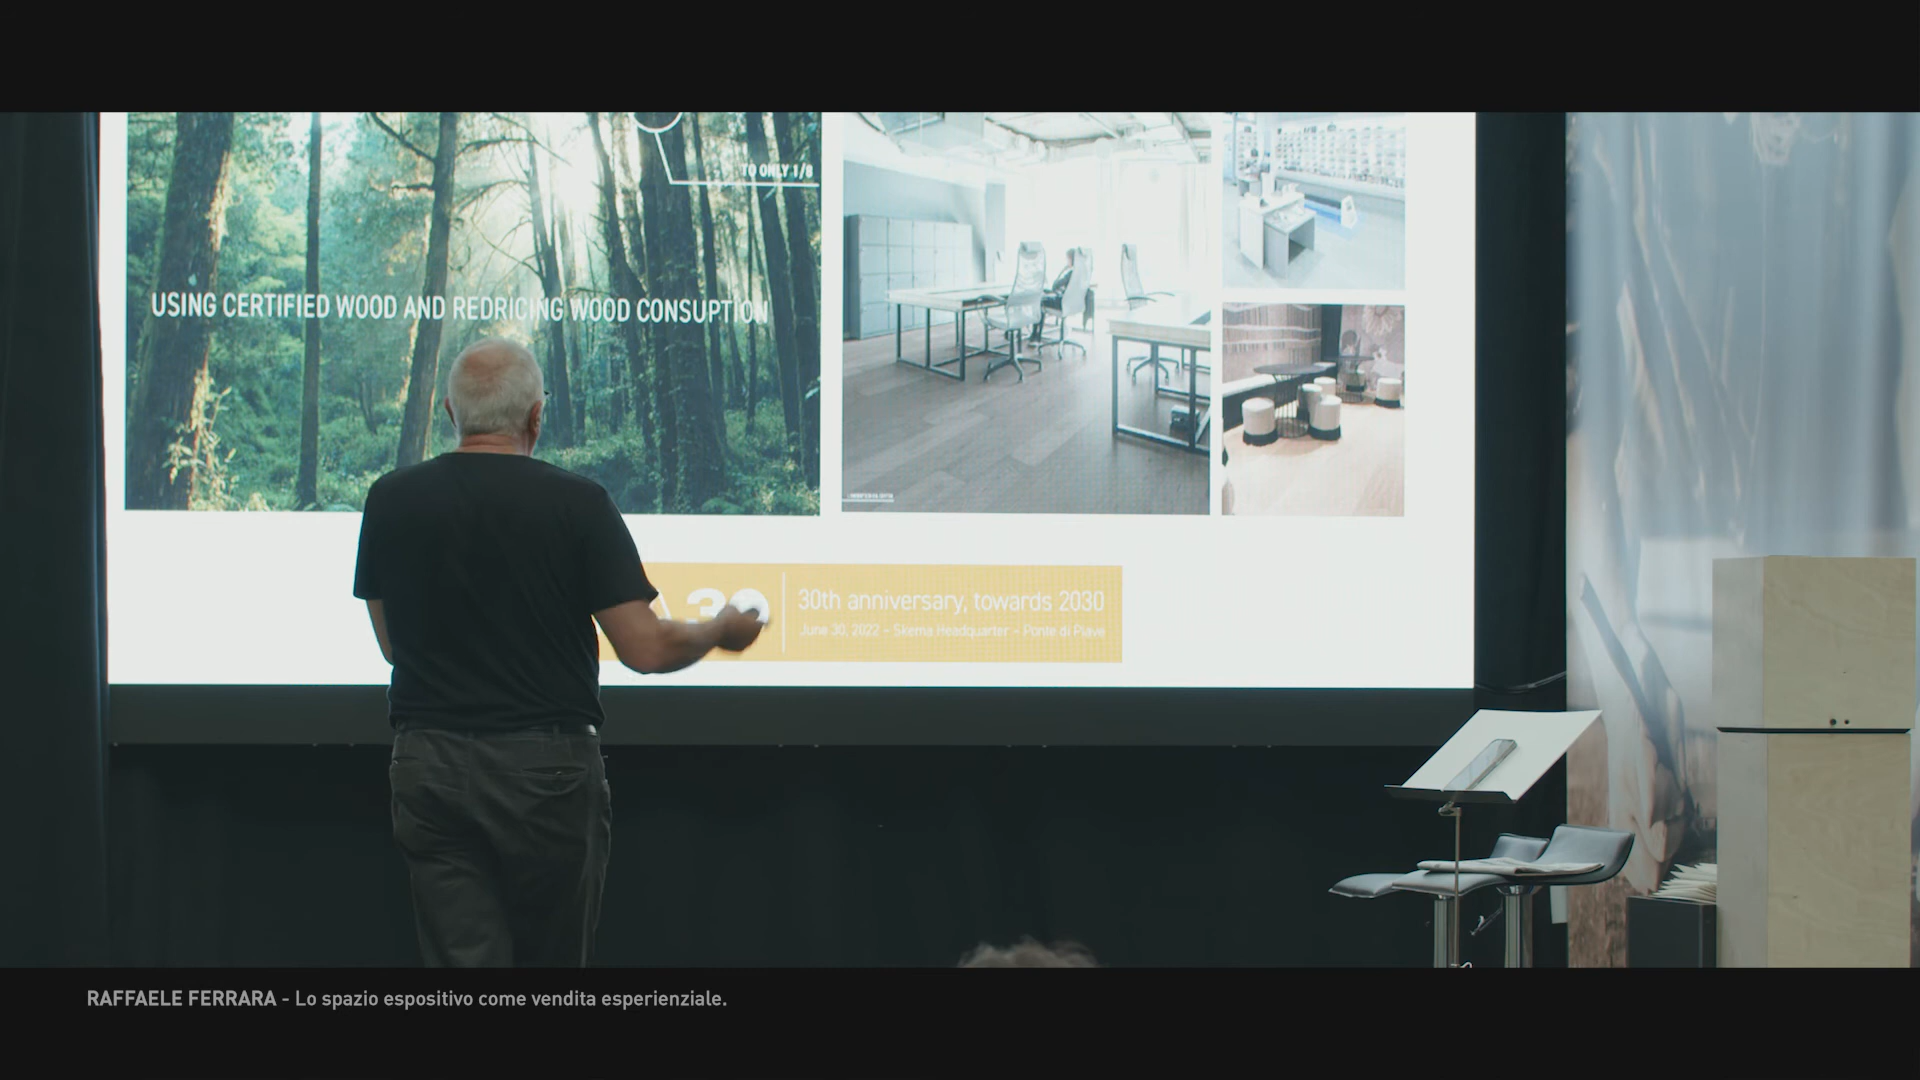 TO ONLY 1/8
USING CERTIFIED WOOD AND REDRICING WOOD CONSUPTION
30th anniversary, towards 2030
June 30, 2022 - Skema Headquarter - Ponte di Piave
RAFFAELE FERRARA - Lo spazio espositivo come vendita esperienziale.